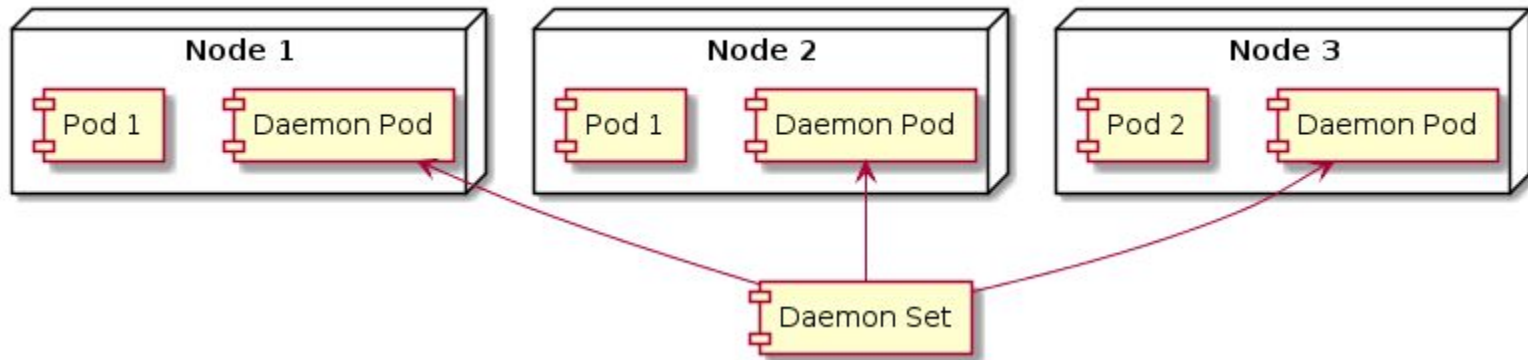 Node 1
Node 2
Node 3
Pod 1
Daemon Pod
Pod 1
Daemon Pod
Pod 2
Daemon Pod
Daemon Set